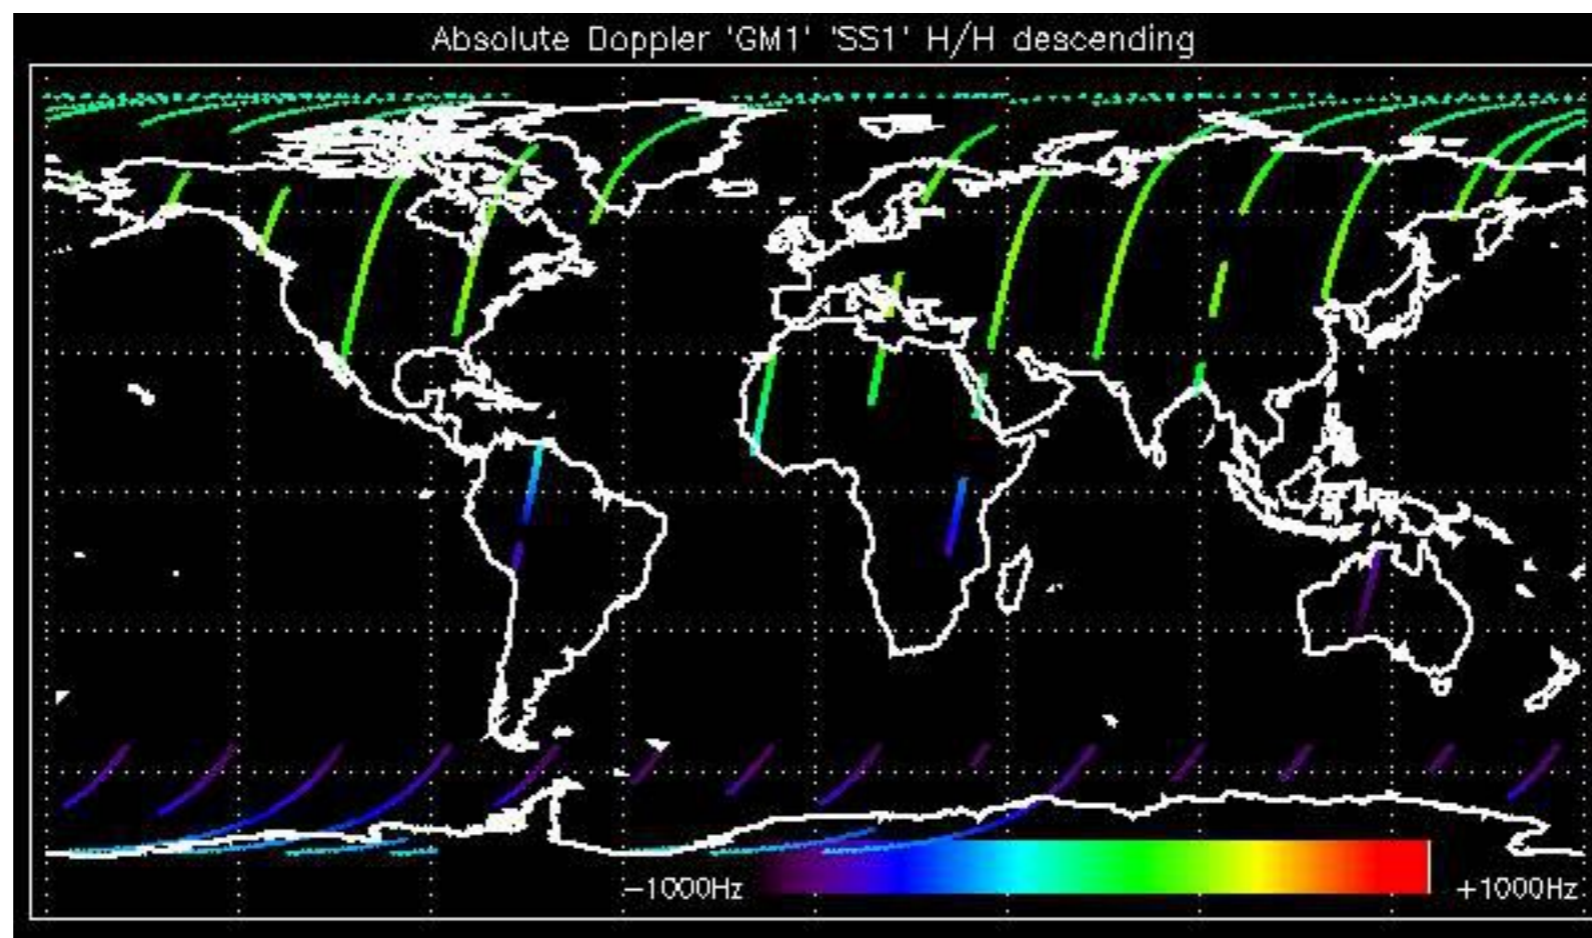 Absolute Doppler 'GM1' 'SS1' H/H descending
-1000Hz
+1000Hz